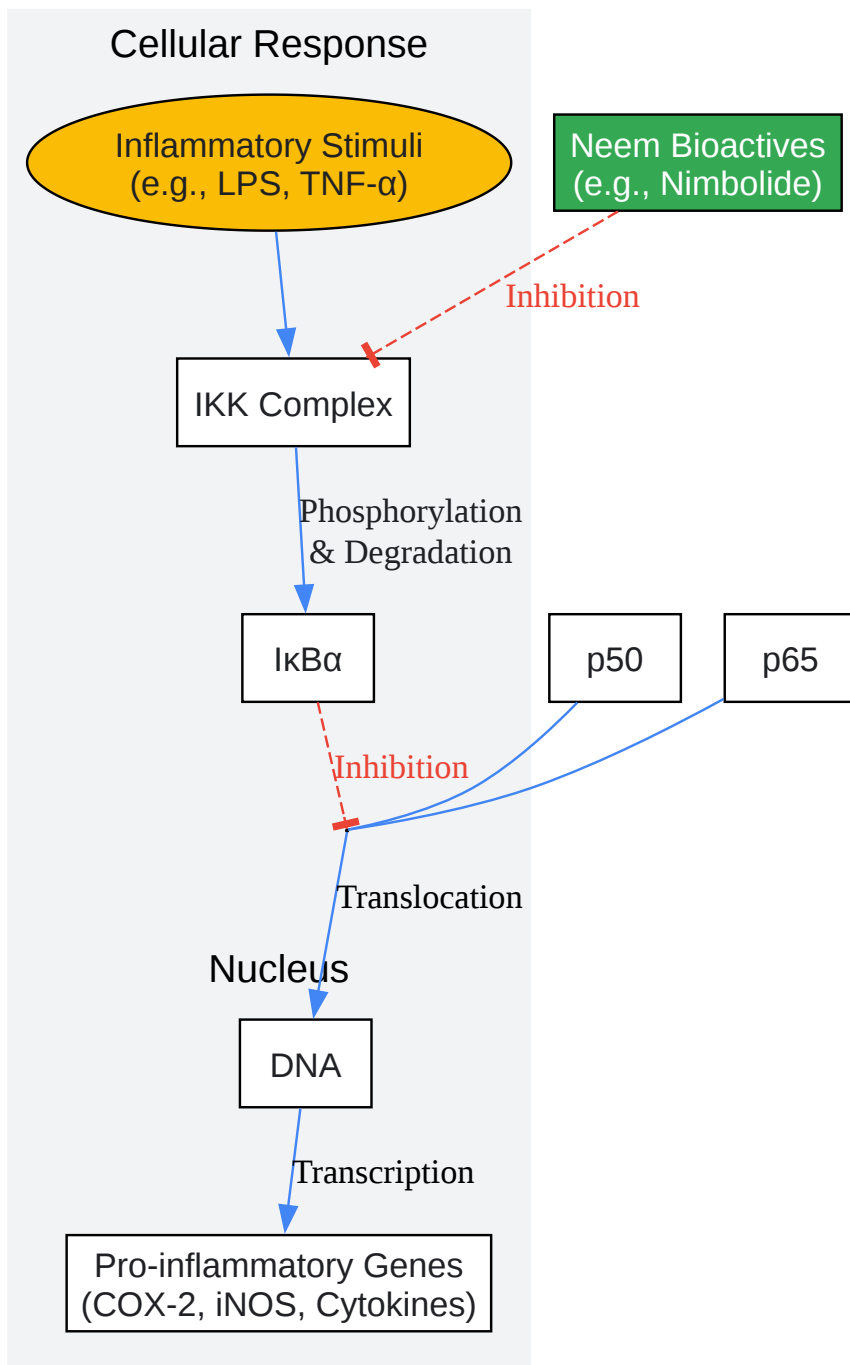 Cellular Response
Inflammatory Stimuli
(e.g., LPS, TNF-α)
Neem Bioactives
(e.g., Nimbolide)
Inhibition
IKK Complex
Phosphorylation
& Degradation
IκBα
p50
p65
Inhibition
Translocation
Nucleus
DNA
Transcription
Pro-inflammatory Genes
(COX-2, iNOS, Cytokines)